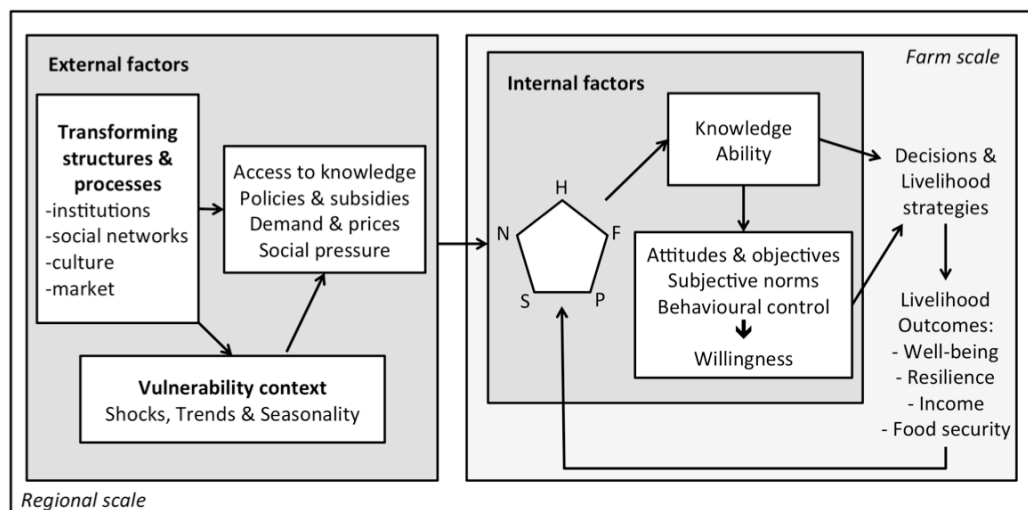 External factors
Transforming
structures &
processes
-institutions
-social networks
-culture
-market
Access to knowledge
Policies & subsidies
Demand & prices
Social pressure
Vulnerability context
Shocks, Trends & Seasonality
Regional scale
Farm scale
Internal factors
H
N
F
S
P
Knowledge
Ability
Attitudes & objectives
Subjective norms
Behavioural control
Willingness
Decisions &
Livelihood
strategies
Livelihood
Outcomes:
- Well-being
- Resilience
- Income
- Food security